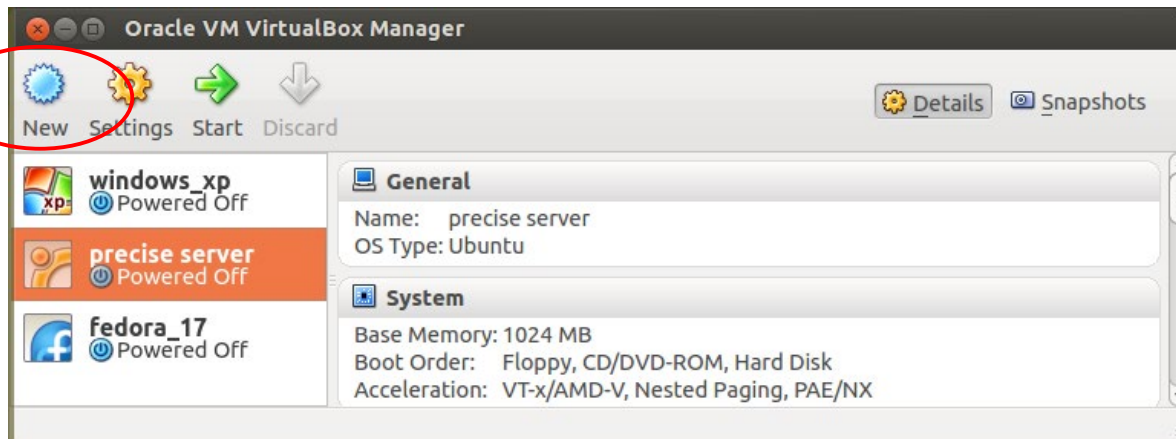 Oracle VM VirtualBox Manager
New Settings Start Discard
Details Snapshots
windows_xp
Powered Off
xp
precise server
Powered Off
fedora_17
Powered Off
General
Name: precise server
OS Type: Ubuntu
System
Base Memory: 1024 MB
Boot Order: Floppy, CD/DVD-ROM, Hard Disk
Acceleration: VT-x/AMD-V, Nested Paging, PAE/NX